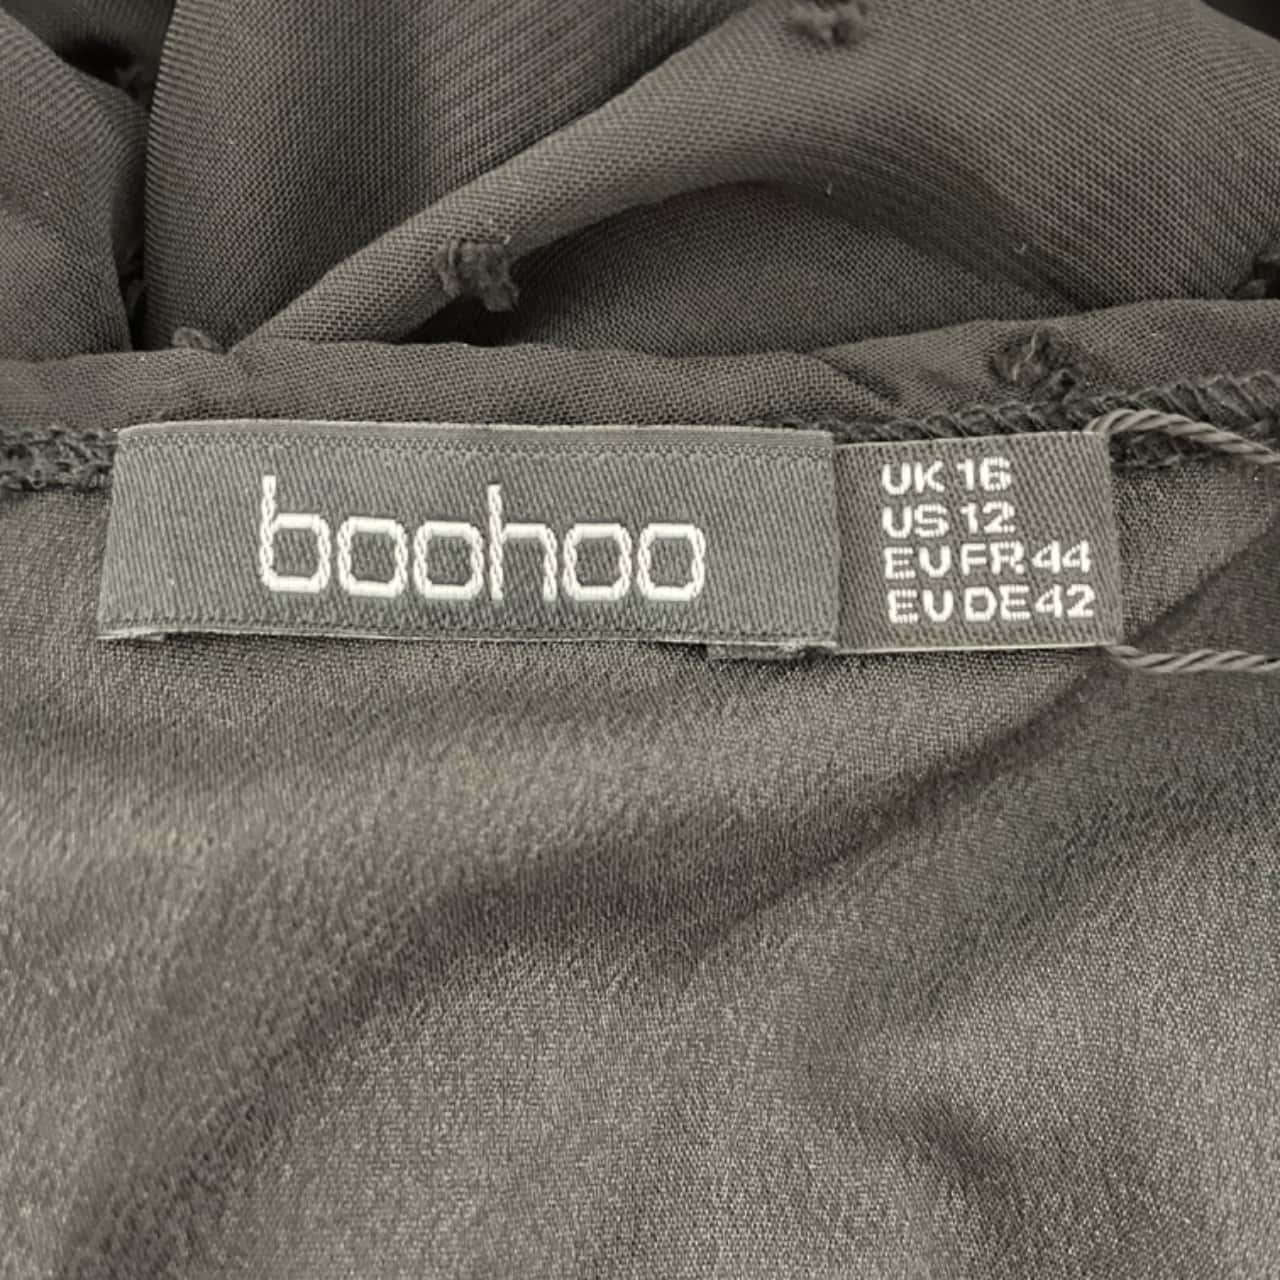 boohoo
UK 16
US 12
EU FR 44
EU DE 42